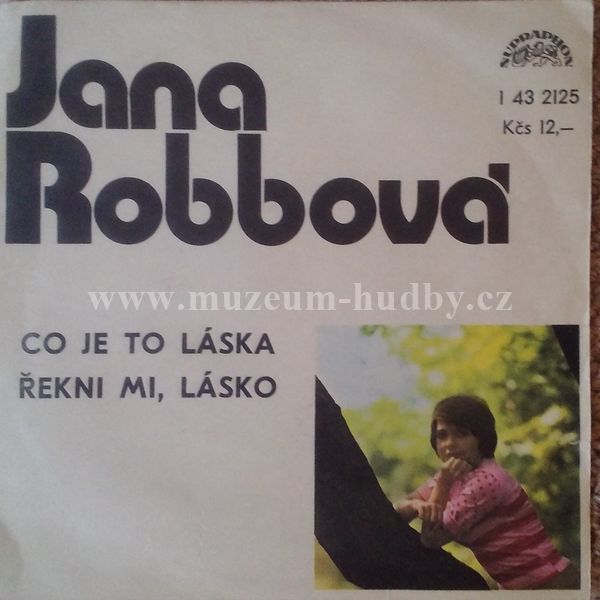 Jana
Robbová
SUPRAPHON
1 43 2125
Kčs 12,–
www.muzeum-hudby.cz
CO JE TO LÁSKA
ŘEKNI MI, LÁSKO